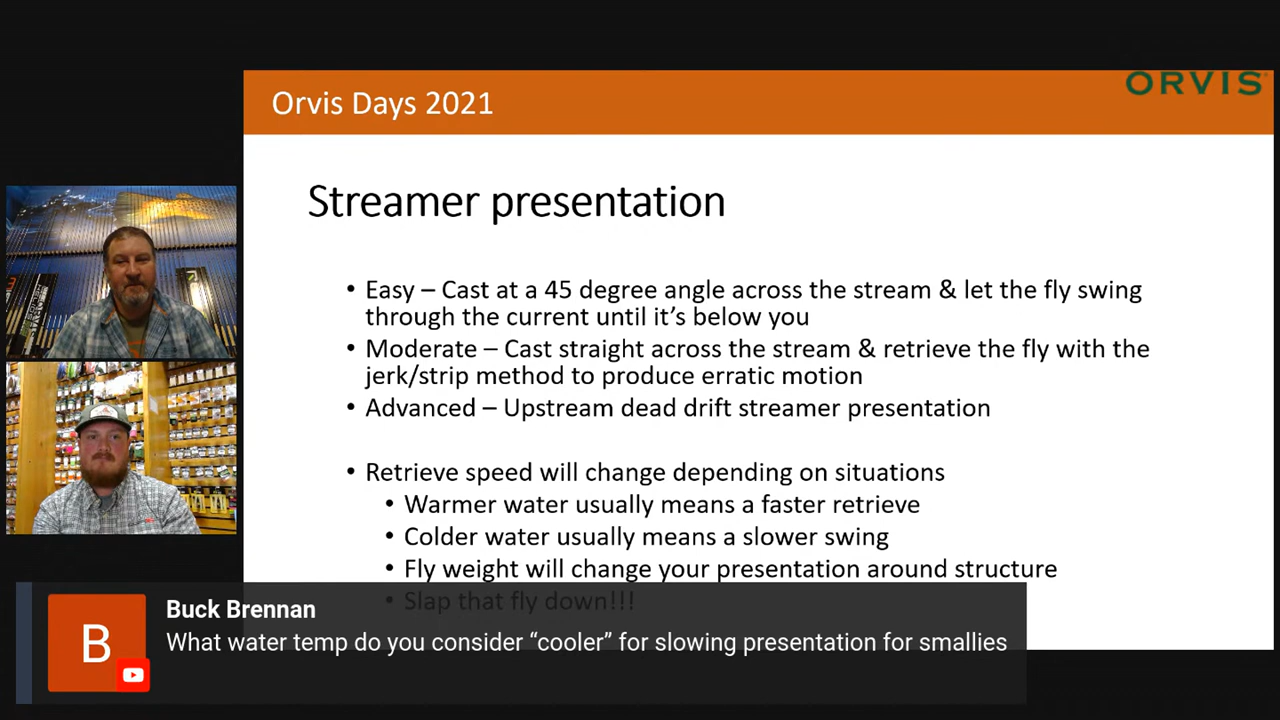 ORVIS
Orvis Days 2021
Streamer presentation
• Easy – Cast at a 45 degree angle across the stream & let the fly swing
through the current until it’s below you
• Moderate – Cast straight across the stream & retrieve the fly with the
jerk/strip method to produce erratic motion
• Advanced – Upstream dead drift streamer presentation
• Retrieve speed will change depending on situations
• Warmer water usually means a faster retrieve
• Colder water usually means a slower swing
• Fly weight will change your presentation around structure
• Slap that fly down!!!
B
Buck Brennan
What water temp do you consider “cooler” for slowing presentation for smallies